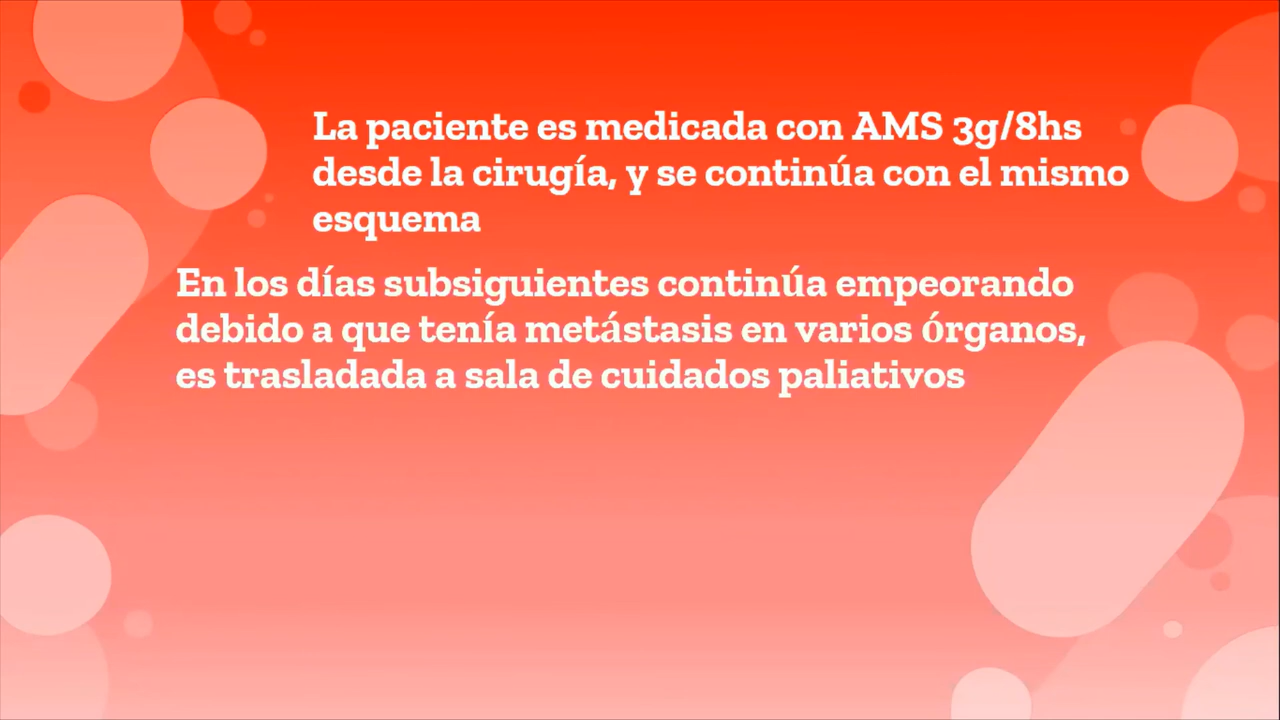 La paciente es medicada con AMS 3g/8hs
desde la cirugía, y se continúa con el mismo
esquema
En los días subsiguientes continúa empeorando
debido a que tenía metástasis en varios órganos,
es trasladada a sala de cuidados paliativos